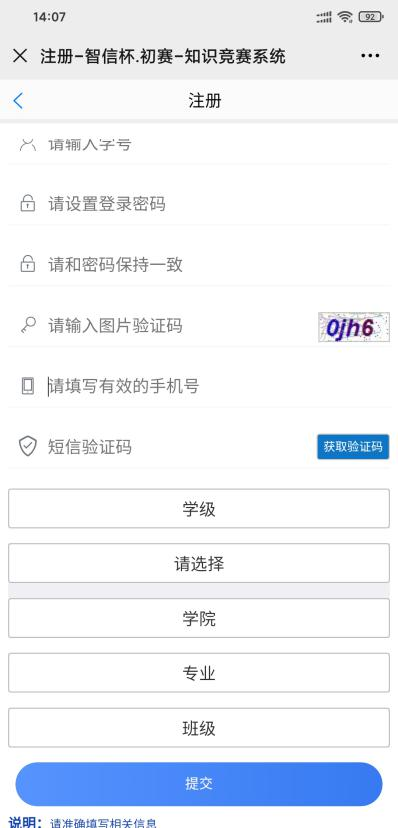 14:07
92
注册-智信杯.初赛-知识竞赛系统
注册
请输入学号
请设置登录密码
请和密码保持一致
请输入图片验证码
0jh6
请填写有效的手机号
短信验证码
获取验证码
学级
请选择
学院
专业
班级
提交
说明：请准确填写相关信息